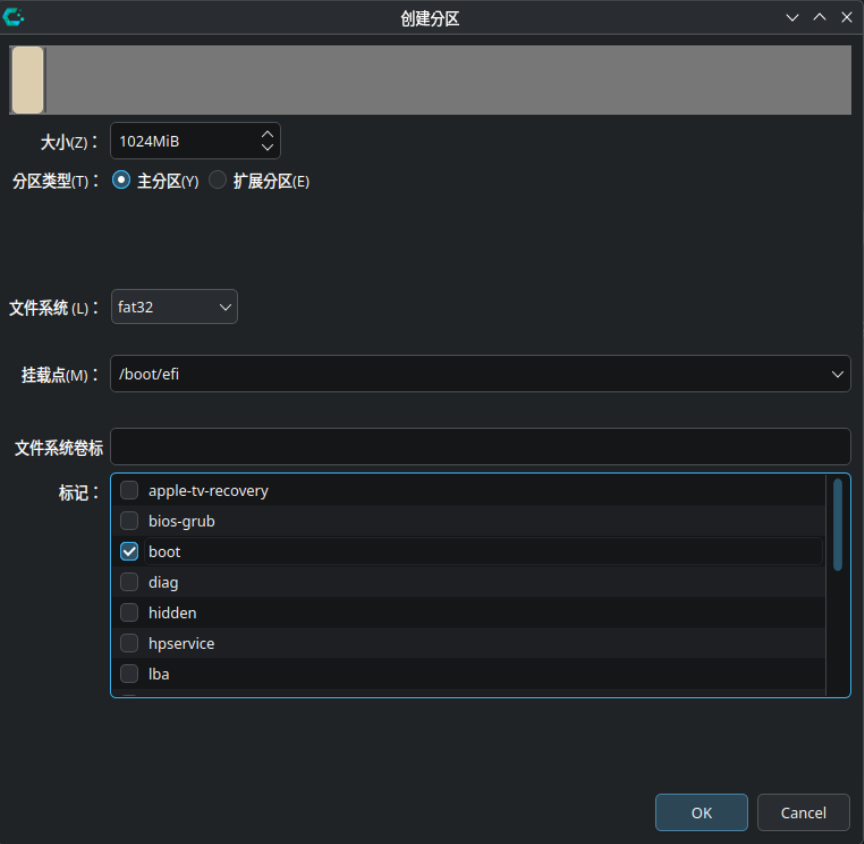 创建分区
大小(Z)： 1024MiB
分区类型(T)： 主分区(Y) 扩展分区(E)
文件系统 (L)： fat32
挂载点(M)： /boot/efi
文件系统卷标
标记： apple-tv-recovery
bios-grub
boot
diag
hidden
hpservice
lba
OK Cancel